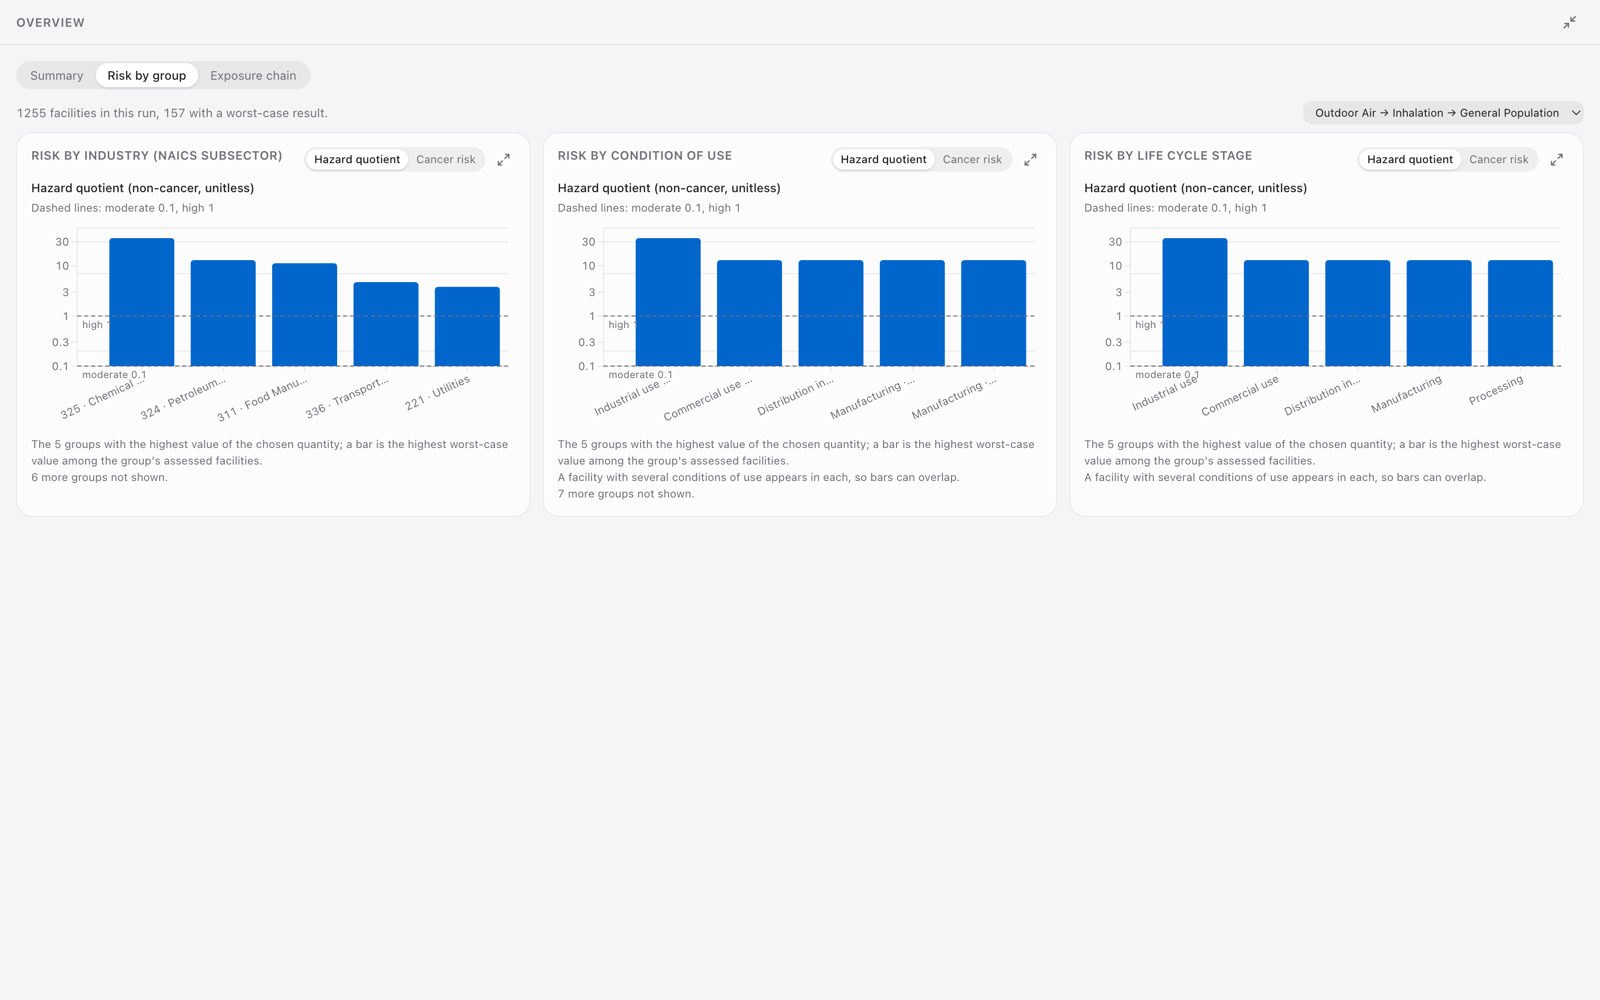 OVERVIEW
Summary
Risk by group
Exposure chain
1255 facilities in this run, 157 with a worst-case result.
Outdoor Air → Inhalation → General Population
RISK BY INDUSTRY (NAICS SUBSECTOR)
Hazard quotient
Cancer risk
Hazard quotient (non-cancer, unitless)
Dashed lines: moderate 0.1, high 1
30
10
3
1
0.3
0.1
high
moderate 0.1
325 · Chemical ...
324 · Petroleum...
311 · Food Manu...
336 · Transport...
221 · Utilities
The 5 groups with the highest value of the chosen quantity; a bar is the highest worst-case
value among the group's assessed facilities.
6 more groups not shown.
RISK BY CONDITION OF USE
Hazard quotient
Cancer risk
Hazard quotient (non-cancer, unitless)
Dashed lines: moderate 0.1, high 1
30
10
3
1
0.3
0.1
high
moderate 0.1
Industrial use ...
Commercial use ...
Distribution in...
Manufacturing ·...
Manufacturing ·...
The 5 groups with the highest value of the chosen quantity; a bar is the highest worst-case
value among the group's assessed facilities.
A facility with several conditions of use appears in each, so bars can overlap.
7 more groups not shown.
RISK BY LIFE CYCLE STAGE
Hazard quotient
Cancer risk
Hazard quotient (non-cancer, unitless)
Dashed lines: moderate 0.1, high 1
30
10
3
1
0.3
0.1
high
moderate 0.1
Industrial use
Commercial use
Distribution in...
Manufacturing
Processing
The 5 groups with the highest value of the chosen quantity; a bar is the highest worst-case
value among the group's assessed facilities.
A facility with several conditions of use appears in each, so bars can overlap.